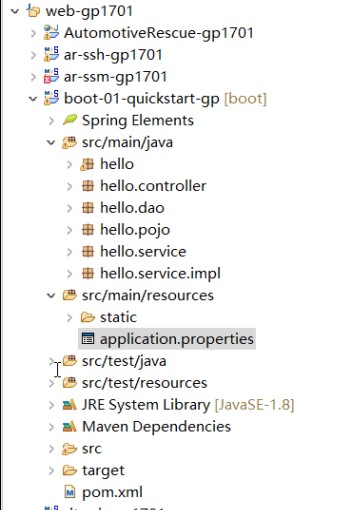 web-gp1701
AutomotiveRescue-gp1701
ar-ssh-gp1701
ar-ssm-gp1701
boot-01-quickstart-gp [boot]
Spring Elements
src/main/java
hello
hello.controller
hello.dao
hello.pojo
hello.service
hello.service.impl
src/main/resources
static
application.properties
src/test/java
src/test/resources
JRE System Library [JavaSE-1.8]
Maven Dependencies
src
target
pom.xml